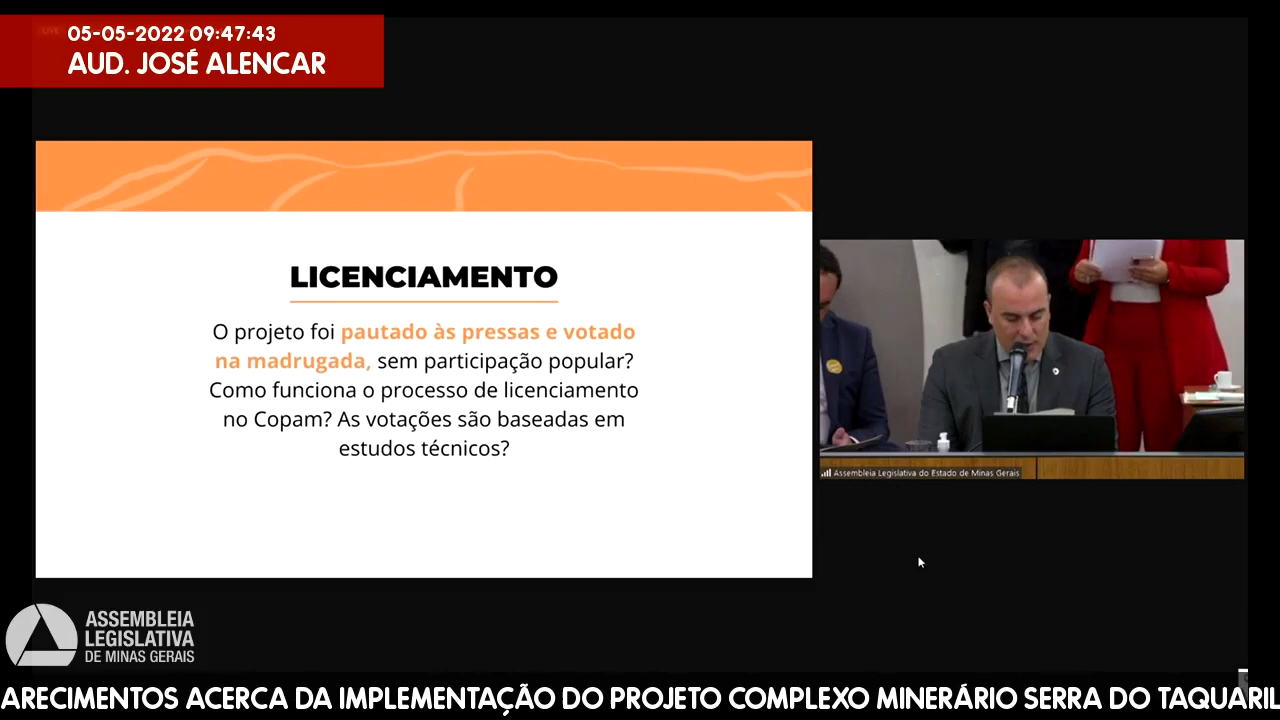 05-05-2022 09:47:43
AUD. JOSÉ ALENCAR
LICENCIAMENTO
O projeto foi pautado às pressas e votado
na madrugada, sem participação popular?
Como funciona o processo de licenciamento
no Copam? As votações são baseadas em
estudos técnicos?
Assembleia Legislativa do Estado de Minas Gerais
ASSEMBLEIA
LEGISLATIVA
DE MINAS GERAIS
ARECIMENTOS ACERCA DA IMPLEMENTAÇÃO DO PROJETO COMPLEXO MINERÁRIO SERRA DO TAQUARIL